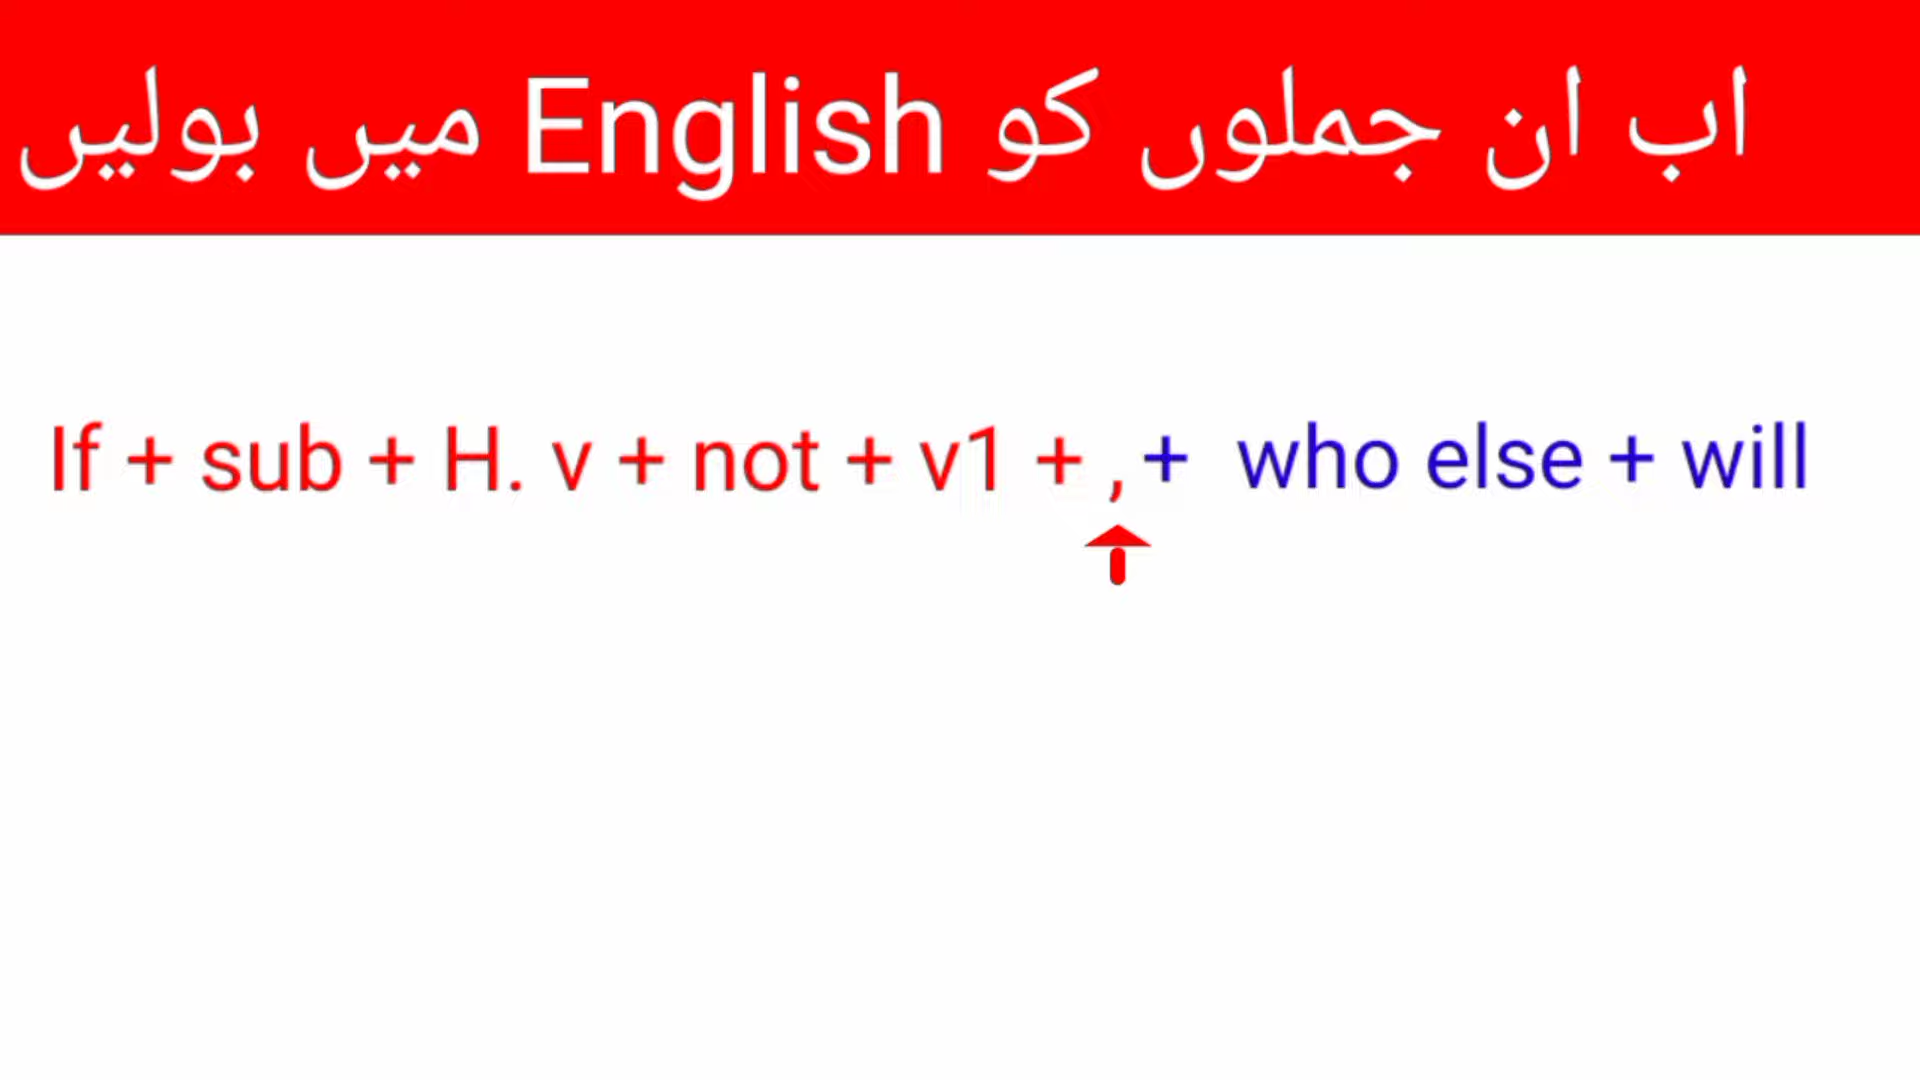 اب ان جملوں کو English میں بولیں
If + sub + H. v + not + v1 + , + who else + will